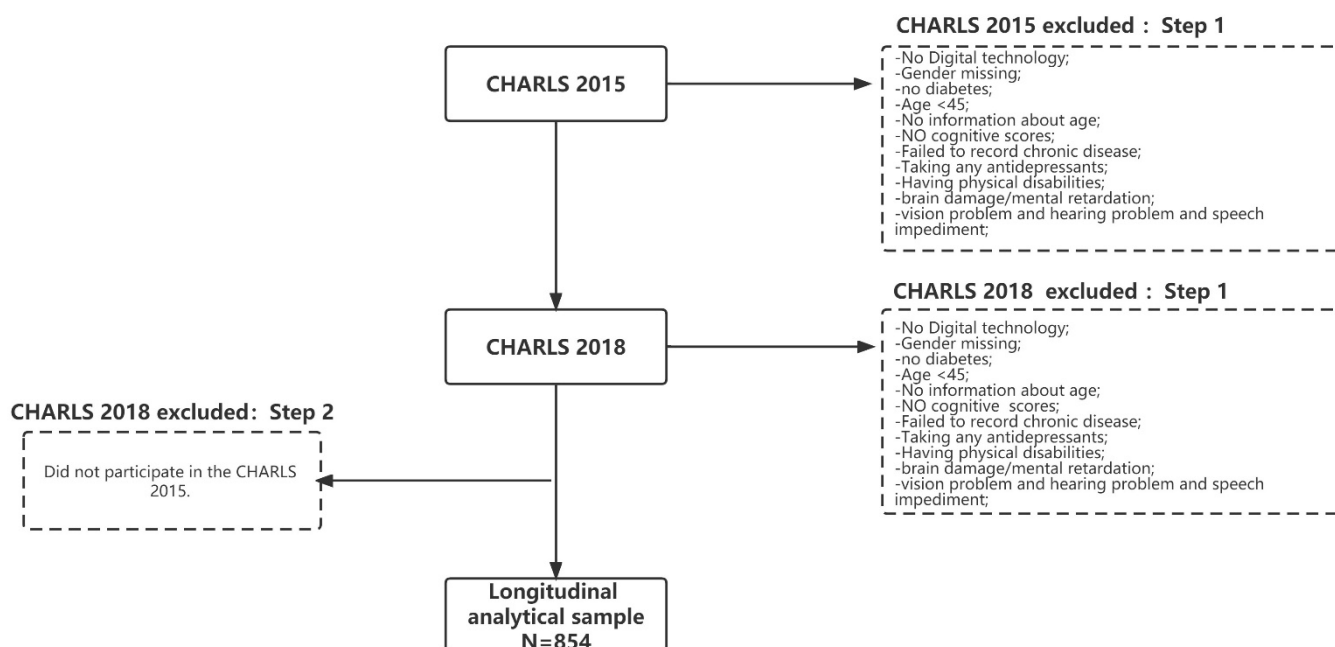 CHARLS 2015 excluded： Step 1
CHARLS 2015
-No Digital technology;
-Gender missing;
-no diabetes;
-Age <45;
-No information about age;
-NO cognitive scores;
-Failed to record chronic disease;
-Taking any antidepressants;
-Having physical disabilities;
-brain damage/mental retardation;
-vision problem and hearing problem and speech
impediment;
CHARLS 2018 excluded： Step 1
CHARLS 2018
-No Digital technology;
-Gender missing;
-no diabetes;
-Age <45;
-No information about age;
-NO cognitive scores;
-Failed to record chronic disease;
-Taking any antidepressants;
-Having physical disabilities;
-brain damage/mental retardation;
-vision problem and hearing problem and speech
impediment;
CHARLS 2018 excluded：Step 2
Did not participate in the CHARLS
2015.
Longitudinal
analytical sample
N=854